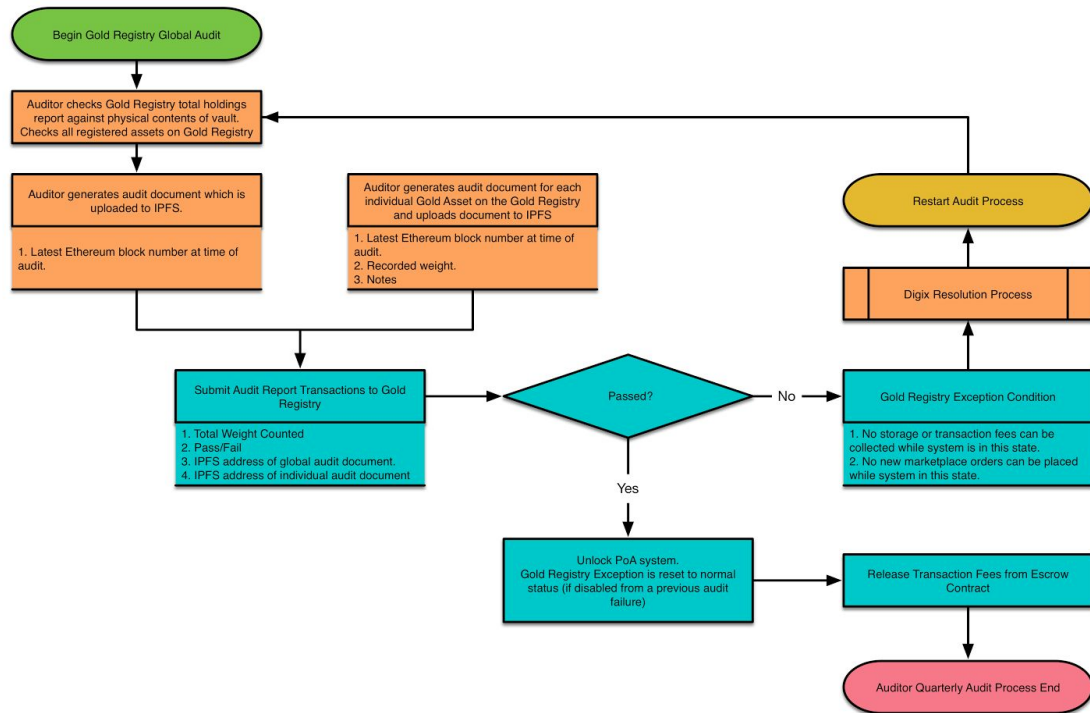 Begin Gold Registry Global Audit
Auditor checks Gold Registry total holdings
report against physical contents of vault.
Checks all registered assets on Gold Registry
Auditor generates audit document which is
uploaded to IPFS.
1. Latest Ethereum block number at time of
audit.
Auditor generates audit document for each
individual Gold Asset on the Gold Registry
and uploads document to IPFS
1. Latest Ethereum block number at time of
audit.
2. Recorded weight.
3. Notes
Restart Audit Process
Digix Resolution Process
Submit Audit Report Transactions to Gold
Registry
1. Total Weight Counted
2. Pass/Fail
3. IPFS address of global audit document.
4. IPFS address of individual audit document
Passed?
No
Gold Registry Exception Condition
1. No storage or transaction fees can be
collected while system is in this state.
2. No new marketplace orders can be placed
while system in this state.
Yes
Unlock PoA system.
Gold Registry Exception is reset to normal
status (if disabled from a previous audit
failure)
Release Transaction Fees from Escrow
Contract
Auditor Quarterly Audit Process End